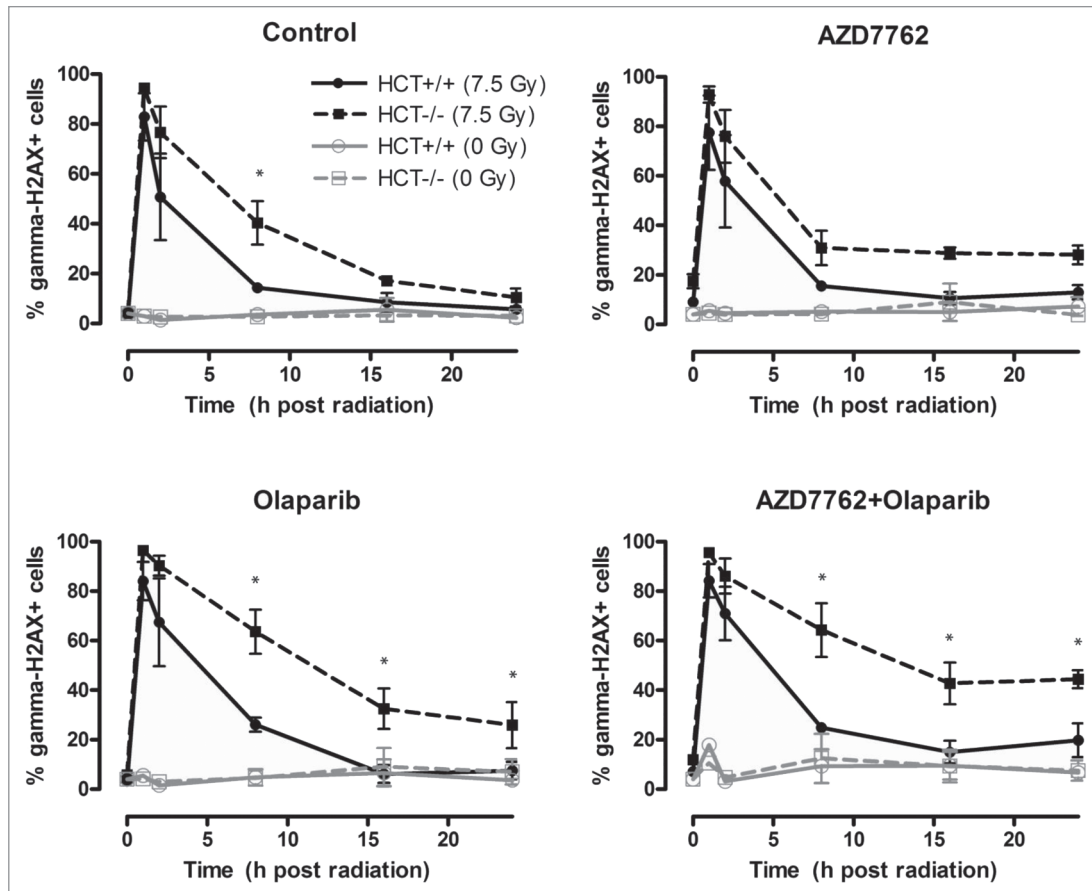 Control
% gamma-H2AX+ cells
100
80
60
40
20
0
HCT+/+ (7.5 Gy)
HCT-/- (7.5 Gy)
HCT+/+ (0 Gy)
HCT-/- (0 Gy)
*
0 5 10 15 20
Time (h post radiation)
AZD7762
% gamma-H2AX+ cells
100
80
60
40
20
0
0 5 10 15 20
Time (h post radiation)
Olaparib
% gamma-H2AX+ cells
100
80
60
40
20
0
* * *
0 5 10 15 20
Time (h post radiation)
AZD7762+Olaparib
% gamma-H2AX+ cells
100
80
60
40
20
0
* * *
0 5 10 15 20
Time (h post radiation)